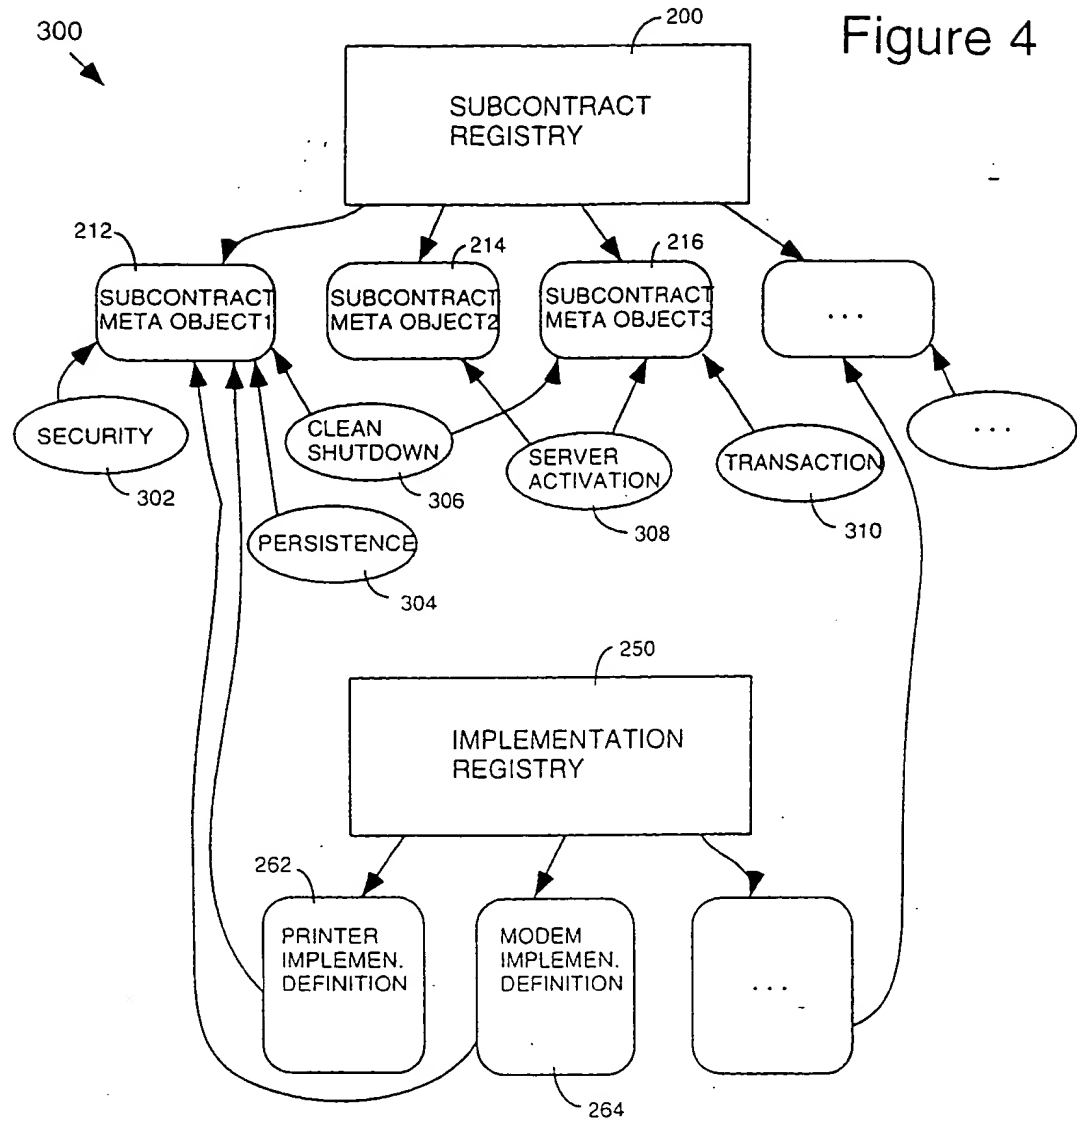 300
200
Figure 4
SUBCONTRACT
REGISTRY
212
214
216
SUBCONTRACT
META OBJECT1
SUBCONTRACT
META OBJECT2
SUBCONTRACT
META OBJECT3
...
SECURITY
302
CLEAN
SHUTDOWN
306
SERVER
ACTIVATION
308
TRANSACTION
310
...
PERSISTENCE
304
250
IMPLEMENTATION
REGISTRY
262
PRINTER
IMPLEMEN.
DEFINITION
MODEM
IMPLEMEN.
DEFINITION
...
264